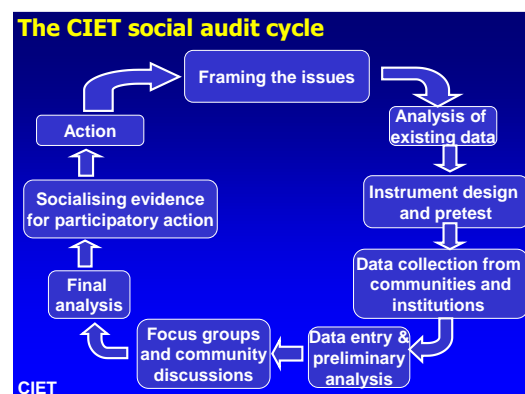 The CIET social audit cycle
Framing the issues
Analysis of
existing data
Instrument design
and pretest
Data collection from
communities and
institutions
Data entry &
preliminary
analysis
Focus groups
and community
discussions
Final
analysis
Socialising evidence
for participatory action
Action
CIET